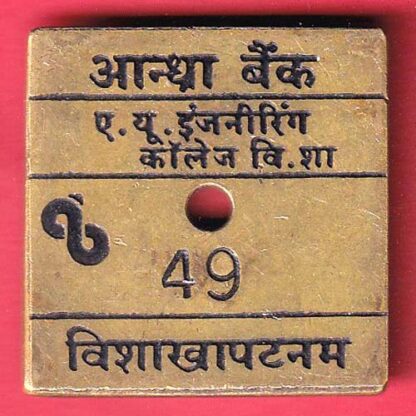 आन्ध्रा बैंक
ए.यू.इंजनीरिंग
कॉलेज वि.शा
49
विशाखापटनम